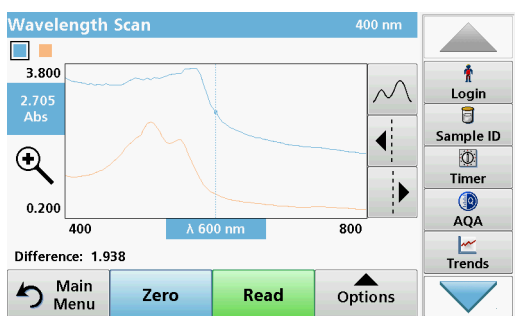 Wavelength Scan
400 nm
3.800
2.705
Abs
0.200
400
λ 600 nm
800
Difference: 1.938
Main
Menu
Zero
Read
Options
Login
Sample ID
Timer
AQA
Trends